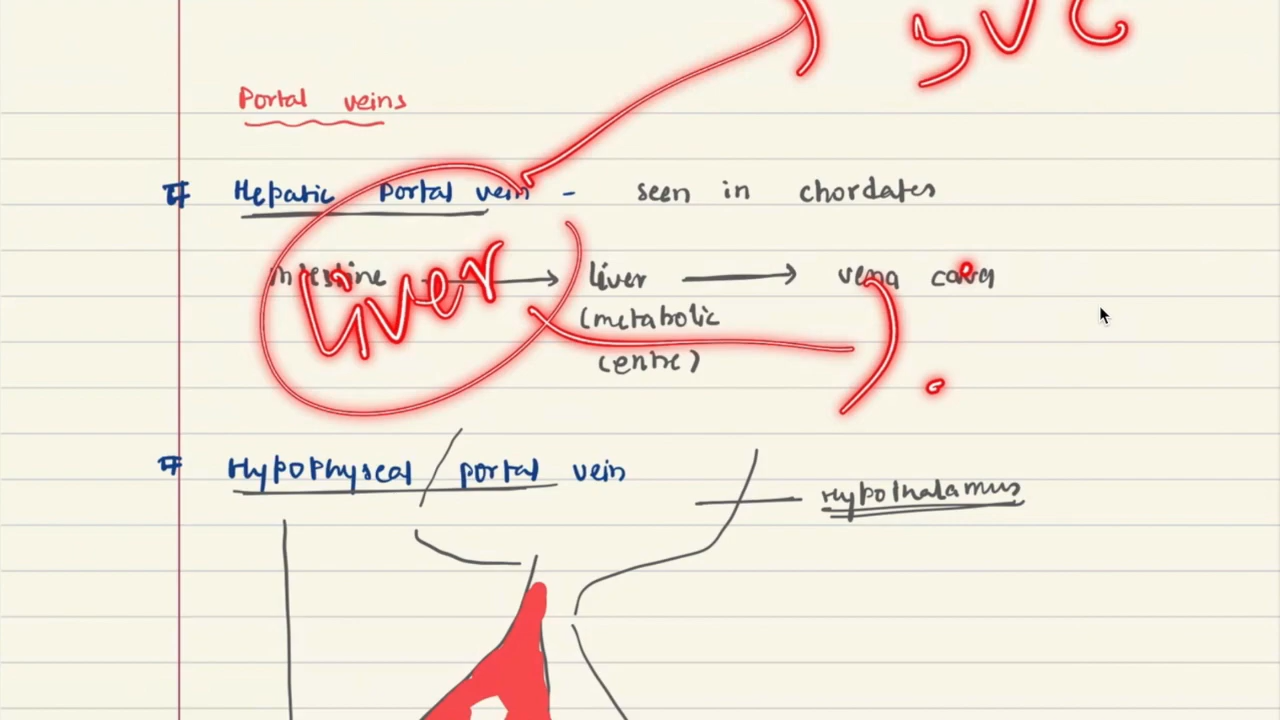 SVC
Portal veins
# Hepatic Portal vein - seen in chordates
intestine → liver → vena cava
liver
(metabolic
centre)
# Hypophyseal portal vein
Hypothalamus